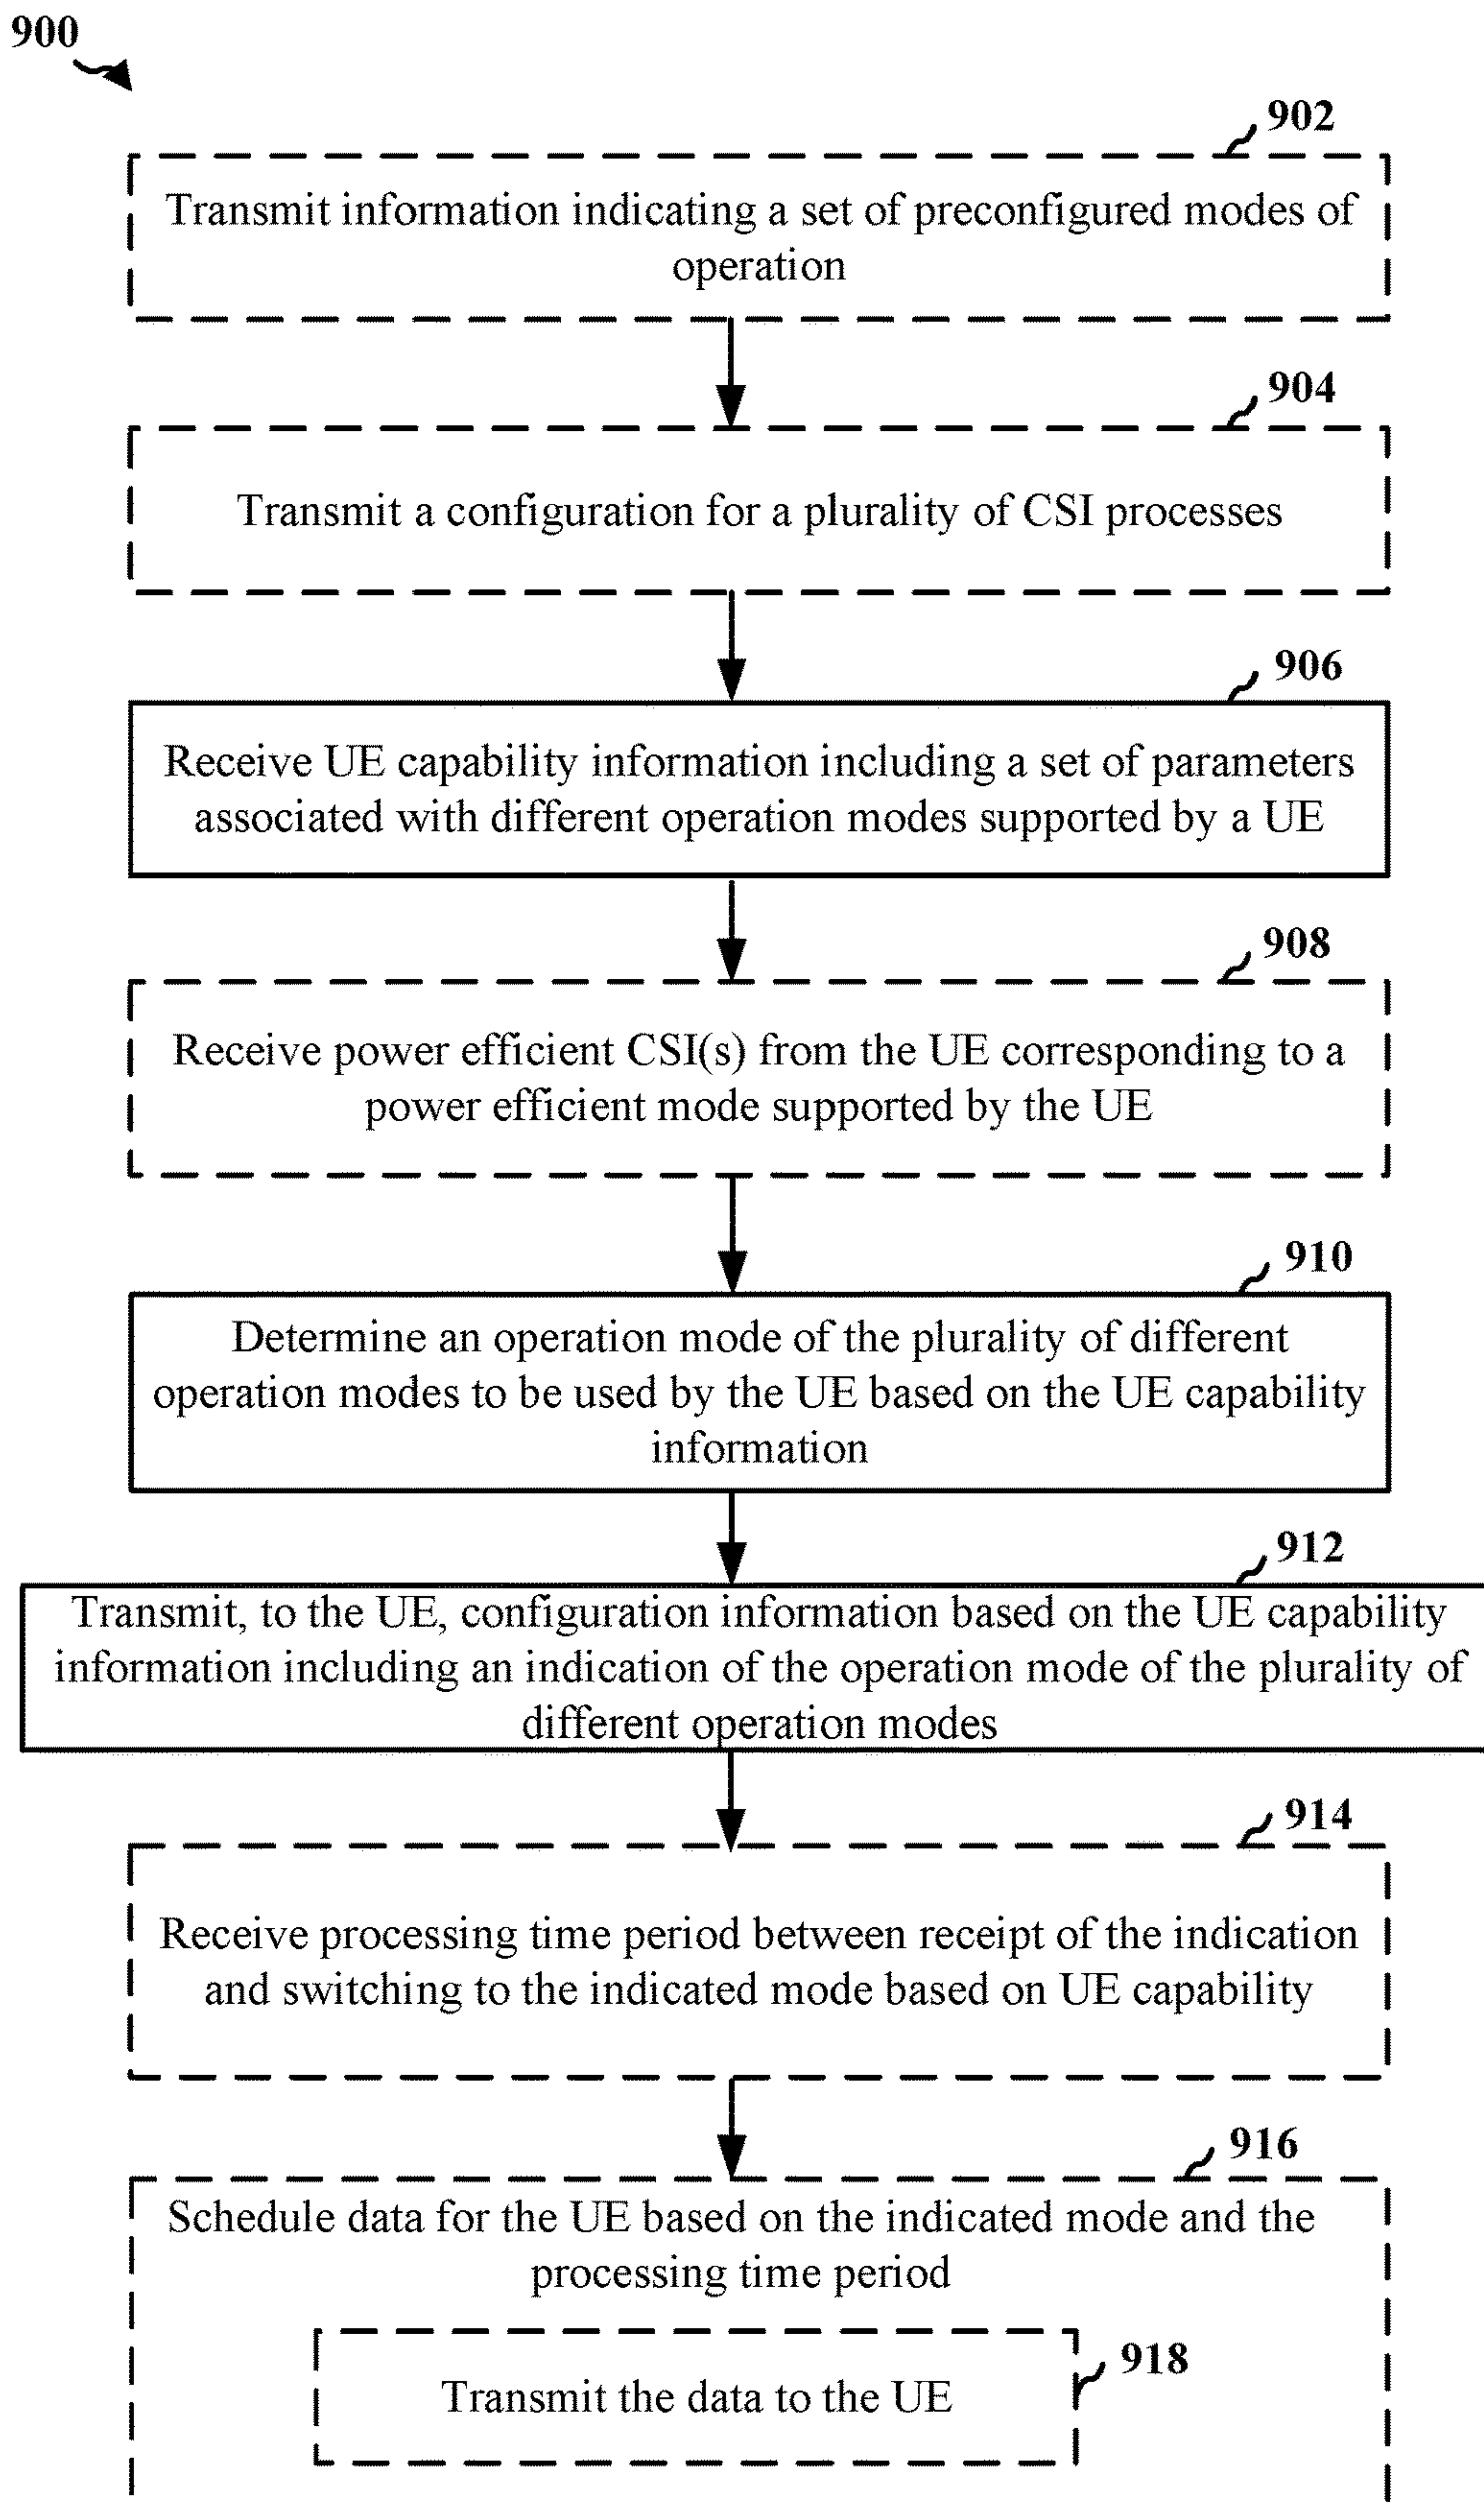 900
902
Transmit information indicating a set of preconfigured modes of
operation
904
Transmit a configuration for a plurality of CSI processes
906
Receive UE capability information including a set of parameters
associated with different operation modes supported by a UE
908
Receive power efficient CSI(s) from the UE corresponding to a
power efficient mode supported by the UE
910
Determine an operation mode of the plurality of different
operation modes to be used by the UE based on the UE capability
information
912
Transmit, to the UE, configuration information based on the UE capability
information including an indication of the operation mode of the plurality of
different operation modes
914
Receive processing time period between receipt of the indication
and switching to the indicated mode based on UE capability
916
Schedule data for the UE based on the indicated mode and the
processing time period
918
Transmit the data to the UE